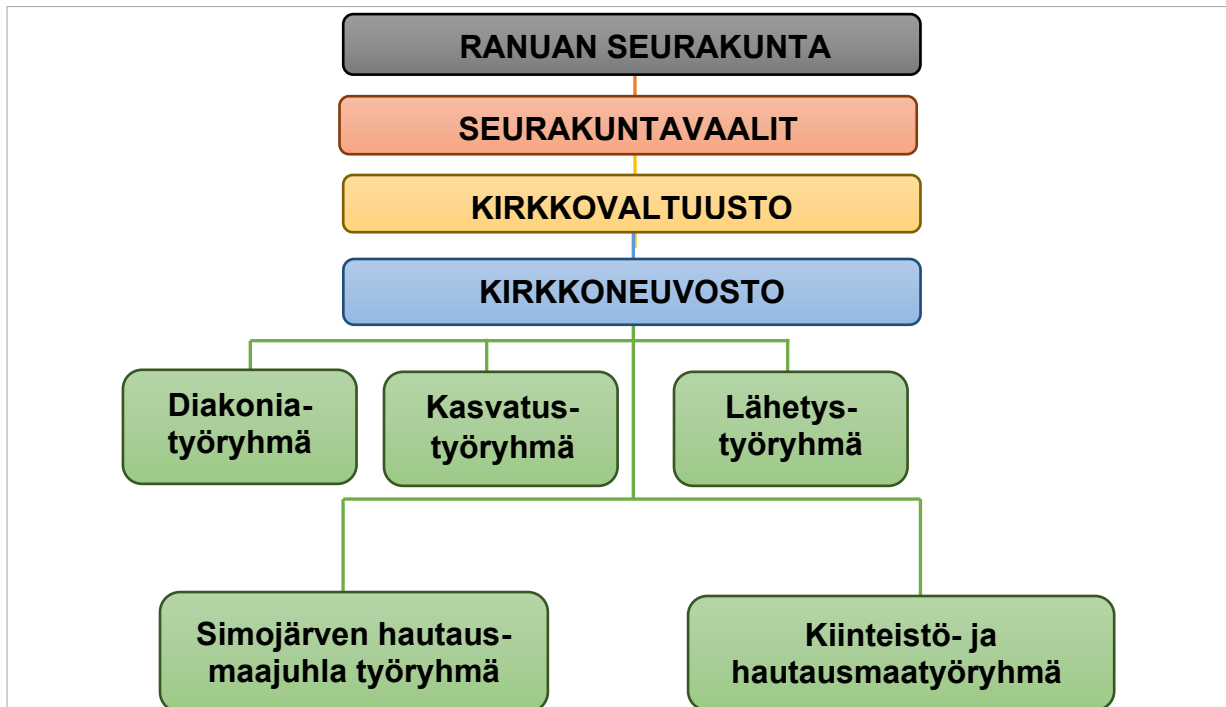 RANUAN SEURAKUNTA
SEURAKUNTAVAALIT
KIRKKOVALTUUSTO
KIRKKONEUVOSTO
Diakonia-
työryhmä
Kasvatus-
työryhmä
Lähetys-
työryhmä
Simojärven hautaus-
maajuhla työryhmä
Kiinteistö- ja
hautausmaatyöryhmä